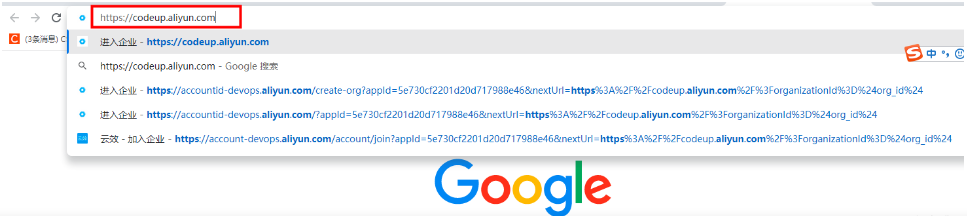 https://codeup.aliyun.com
(3条消息) C
进入企业 - https://codeup.aliyun.com
中
https://codeup.aliyun.com - Google 搜索
进入企业 - https://accountid-devops.aliyun.com/create-org?appId=5e730cf2201d20d717988e46&nextUrl=https%3A%2F%2Fcodeup.aliyun.com%2F%3ForganizationId%3D%24org_id%24
进入企业 - https://accountid-devops.aliyun.com/?appId=5e730cf2201d20d717988e46&nextUrl=https%3A%2F%2Fcodeup.aliyun.com%2F%3ForganizationId%3D%24org_id%24
云效 - 加入企业 - https://account-devops.aliyun.com/account/join?appId=5e730cf2201d20d717988e46&nextUrl=https%3A%2F%2Fcodeup.aliyun.com%2F%3ForganizationId%3D%24org_id%24
Google